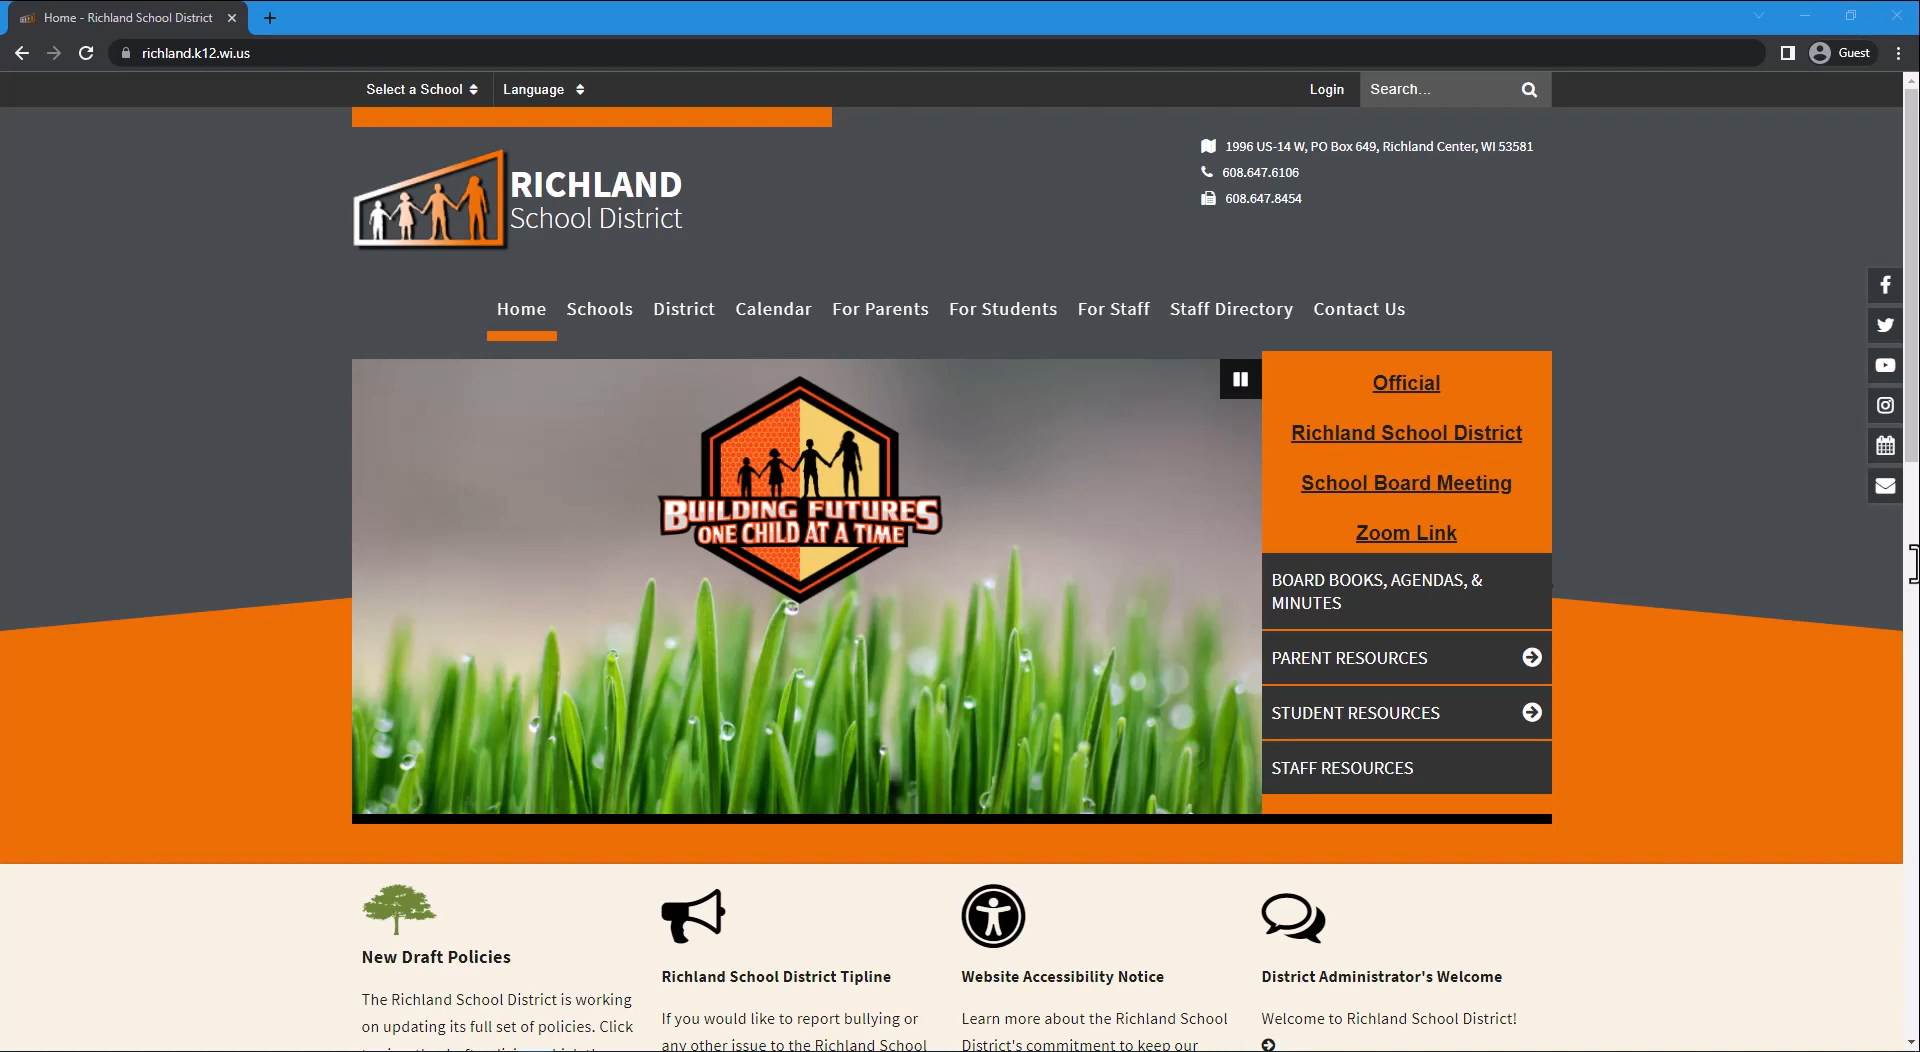 Home - Richland School District
richland.k12.wi.us
Guest
Select a School
Language
Login
Search...
1996 US-14 W, PO Box 649, Richland Center, WI 53581
608.647.6106
608.647.8454
RICHLAND
School District
Home Schools District Calendar For Parents For Students For Staff Staff Directory Contact Us
BUILDING FUTURES
ONE CHILD AT A TIME
Official
Richland School District
School Board Meeting
Zoom Link
BOARD BOOKS, AGENDAS, &
MINUTES
PARENT RESOURCES
STUDENT RESOURCES
STAFF RESOURCES
New Draft Policies
The Richland School District is working
on updating its full set of policies. Click
Richland School District Tipline
If you would like to report bullying or
any other issue to the Richland School
Website Accessibility Notice
Learn more about the Richland School
District's commitment to keep our
District Administrator's Welcome
Welcome to Richland School District!